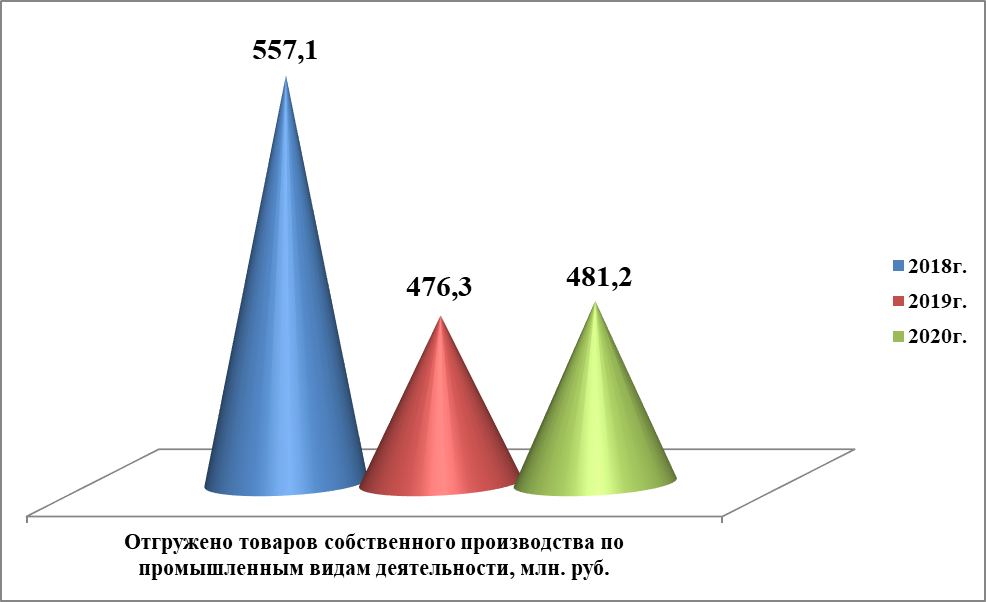 557,1
476,3
481,2
2018г.
2019г.
2020г.
Отгружено товаров собственного производства по
промышленным видам деятельности, млн. руб.